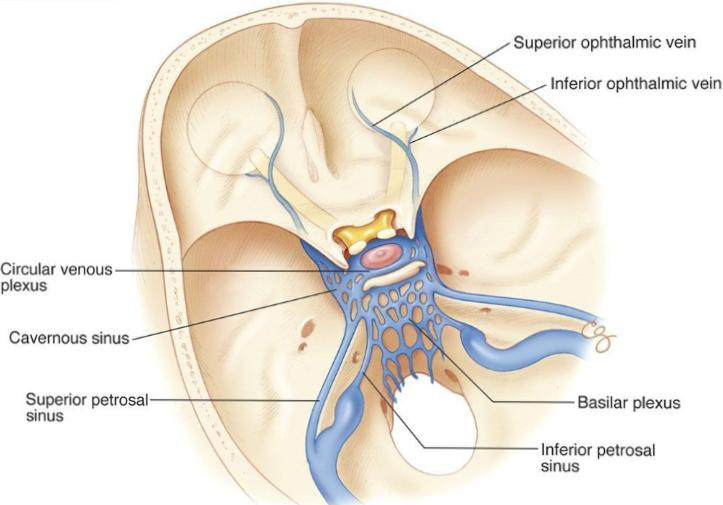 Superior ophthalmic vein
Inferior ophthalmic vein
Circular venous
plexus
Cavernous sinus
Superior petrosal
sinus
Basilar plexus
Inferior petrosal
sinus